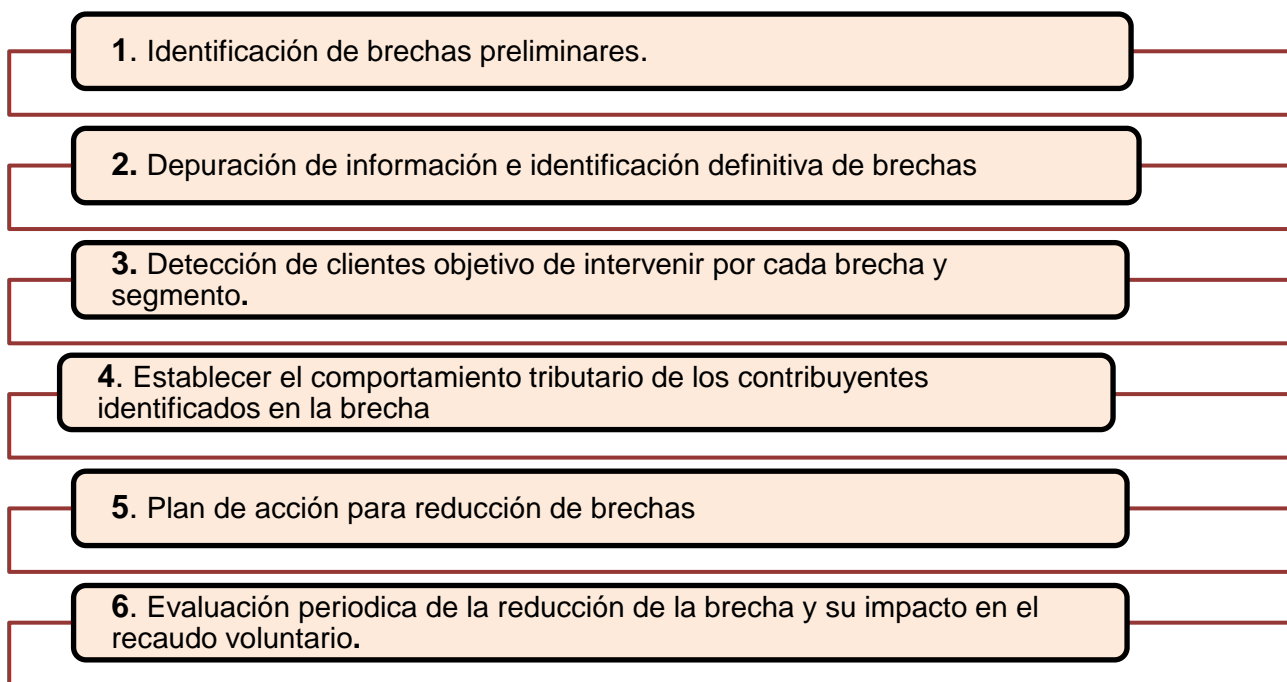 1. Identificación de brechas preliminares.
2. Depuración de información e identificación definitiva de brechas
3. Detección de clientes objetivo de intervenir por cada brecha y
segmento.
4. Establecer el comportamiento tributario de los contribuyentes
identificados en la brecha
5. Plan de acción para reducción de brechas
6. Evaluación periodica de la reducción de la brecha y su impacto en el
recaudo voluntario.